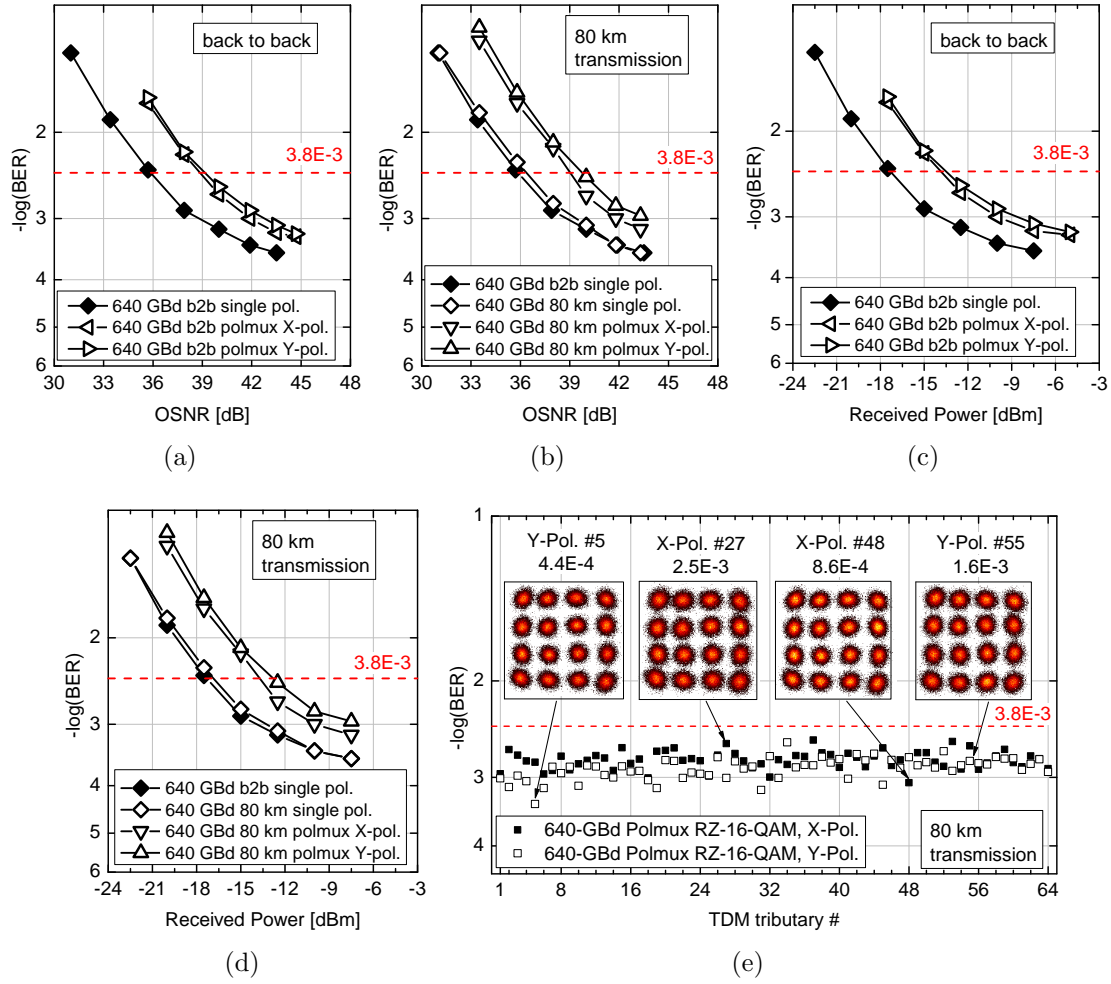 back to back
3.8E-3
2
3
4
5
6
-log(BER)
640 GBd b2b single pol.
640 GBd b2b polmux X-pol.
640 GBd b2b polmux Y-pol.
30 33 36 39 42 45 48
OSNR [dB]
(a)
80 km
transmission
3.8E-3
2
3
4
5
6
-log(BER)
640 GBd b2b single pol.
640 GBd 80 km single pol.
640 GBd 80 km polmux X-pol.
640 GBd 80 km polmux Y-pol.
30 33 36 39 42 45 48
OSNR [dB]
(b)
back to back
3.8E-3
2
3
4
5
6
-log(BER)
640 GBd b2b single pol.
640 GBd b2b polmux X-pol.
640 GBd b2b polmux Y-pol.
-24 -21 -18 -15 -12 -9 -6 -3
Received Power [dBm]
(c)
80 km
transmission
3.8E-3
2
3
4
5
6
-log(BER)
640 GBd b2b single pol.
640 GBd 80 km single pol.
640 GBd 80 km polmux X-pol.
640 GBd 80 km polmux Y-pol.
-24 -21 -18 -15 -12 -9 -6 -3
Received Power [dBm]
(d)
1
2
3
4
-log(BER)
Y-Pol. #5
4.4E-4
X-Pol. #27
2.5E-3
X-Pol. #48
8.6E-4
Y-Pol. #55
1.6E-3
3.8E-3
640-GBd Polmux RZ-16-QAM, X-Pol.
640-GBd Polmux RZ-16-QAM, Y-Pol.
80 km
transmission
1 8 16 24 32 40 48 56 64
TDM tributary #
(e)